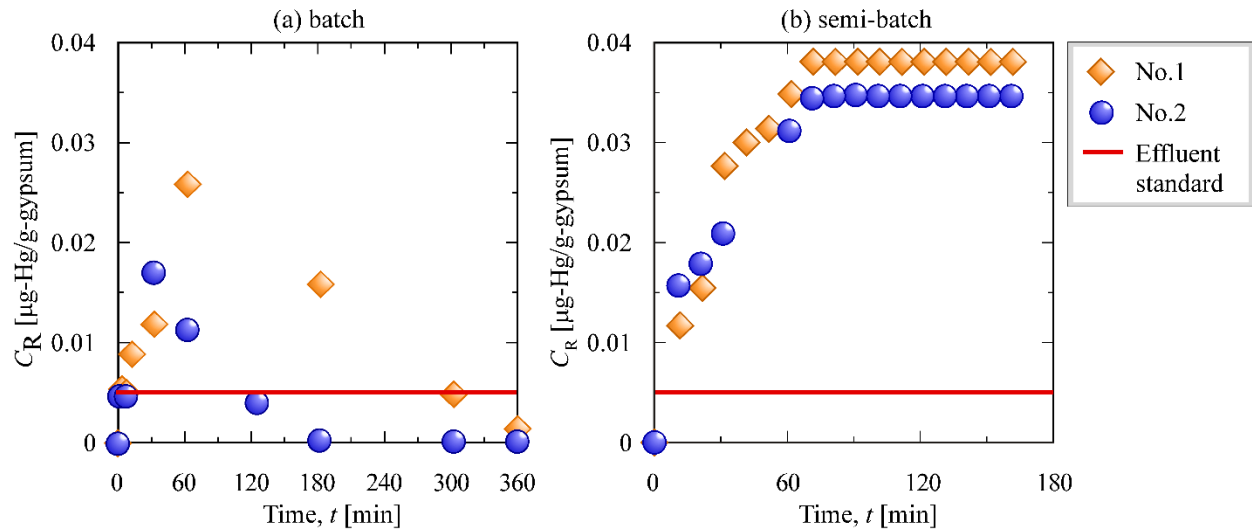 (a) batch
0.04
0.03
0.02
0.01
0
C_R [µg-Hg/g-gypsum]
0 60 120 180 240 300 360
Time, t [min]
(b) semi-batch
0.04
0.03
0.02
0.01
0
C_R [µg-Hg/g-gypsum]
0 60 120 180
Time, t [min]
No.1
No.2
Effluent
standard